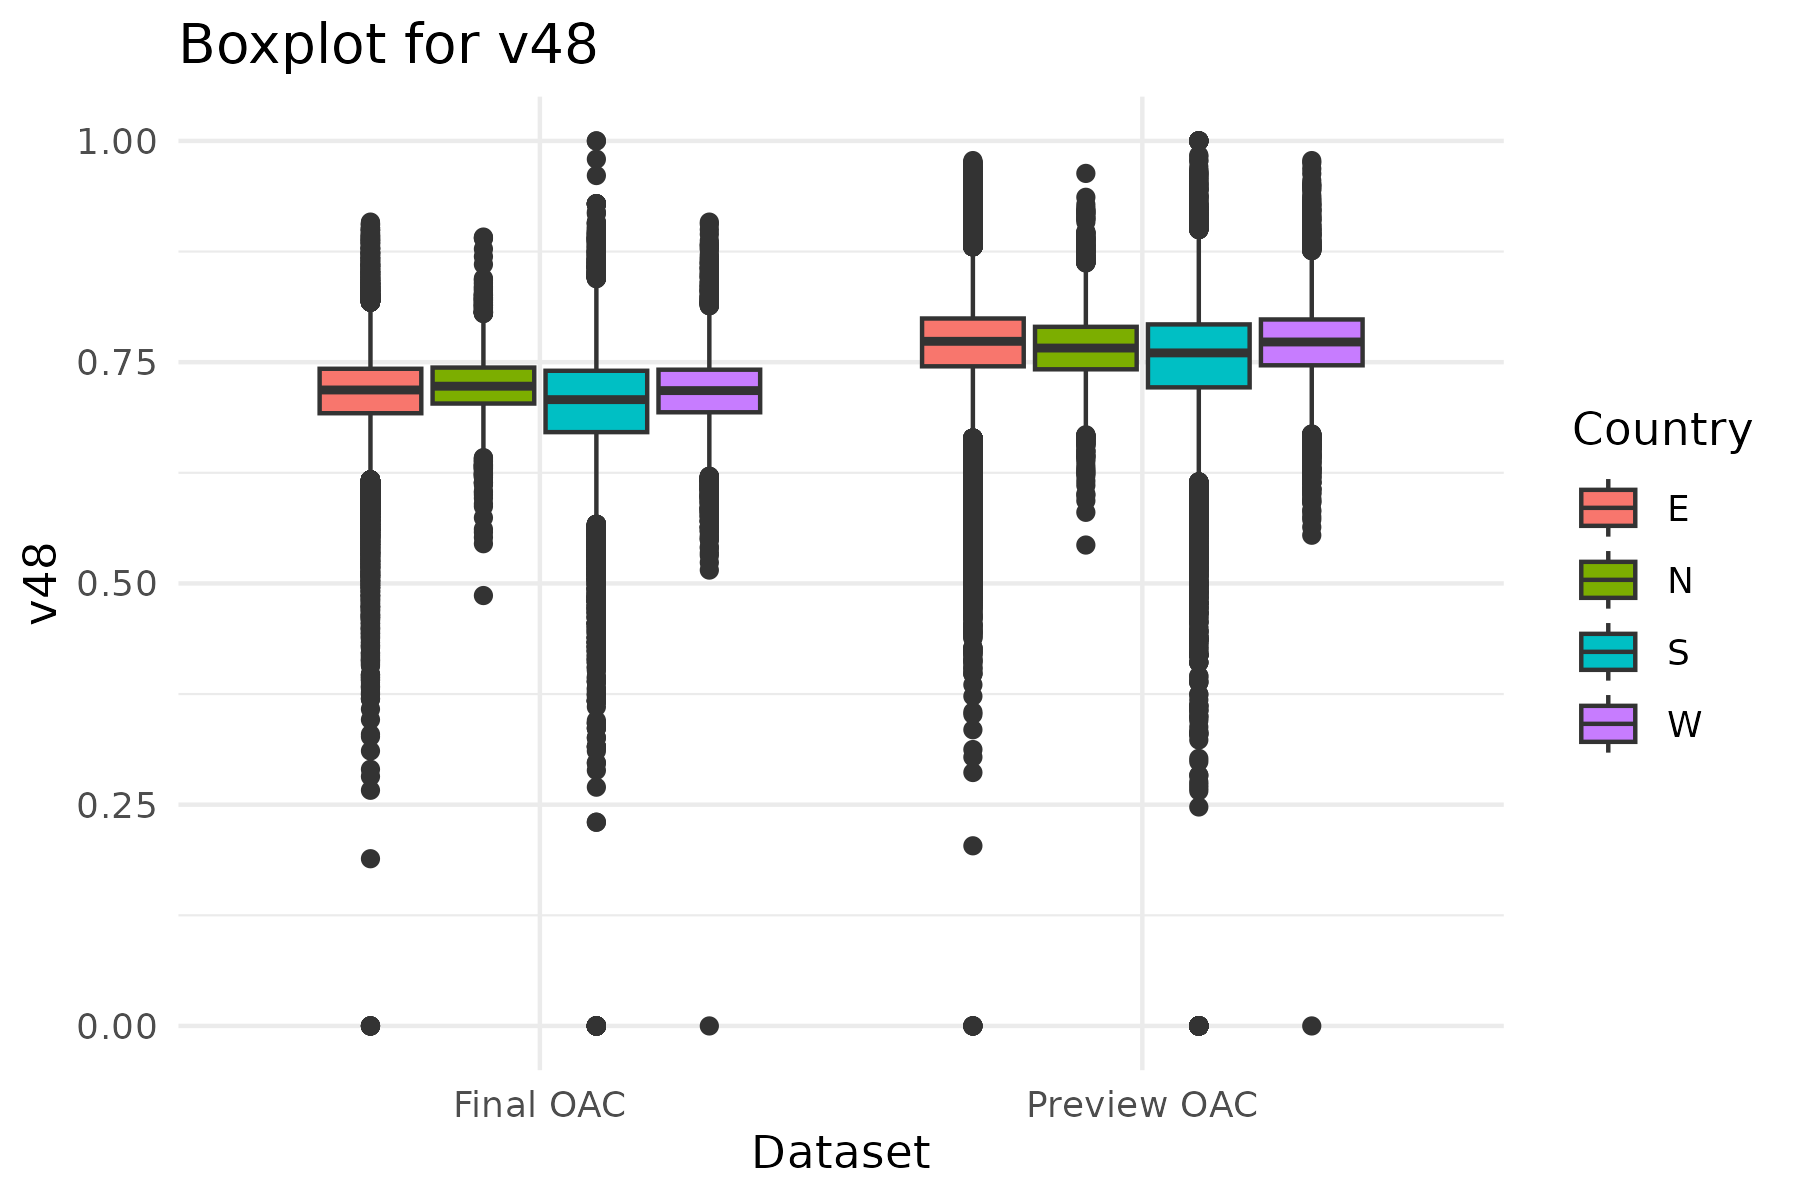 Boxplot for v48
1.00
0.75
0.50
0.25
0.00
v48
Final OAC
Preview OAC
Dataset
Country
E
N
S
W